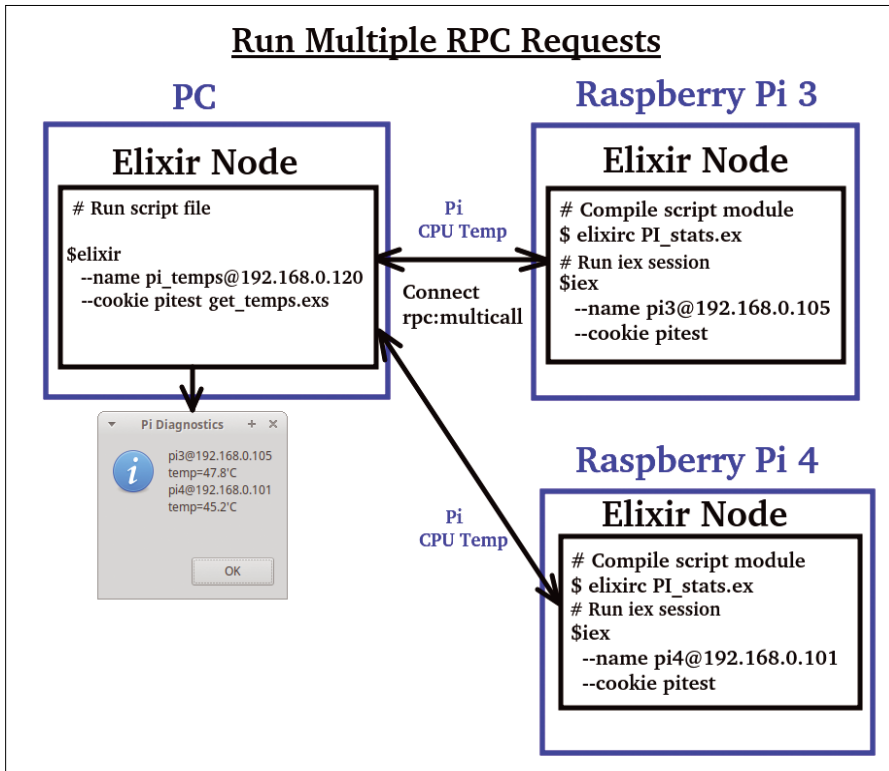 Run Multiple RPC Requests
PC
Elixir Node
# Run script file
$elixir
--name pi_temps@192.168.0.120
--cookie pitest get_temps.exs
Pi
CPU Temp
Connect
rpc:multicall
Raspberry Pi 3
Elixir Node
# Compile script module
$ elixirc PI_stats.ex
# Run iex session
$iex
--name pi3@192.168.0.105
--cookie pitest
Pi Diagnostics
pi3@192.168.0.105
temp=47.8'C
pi4@192.168.0.101
temp=45.2'C
OK
Pi
CPU Temp
Raspberry Pi 4
Elixir Node
# Compile script module
$ elixirc PI_stats.ex
# Run iex session
$iex
--name pi4@192.168.0.101
--cookie pitest